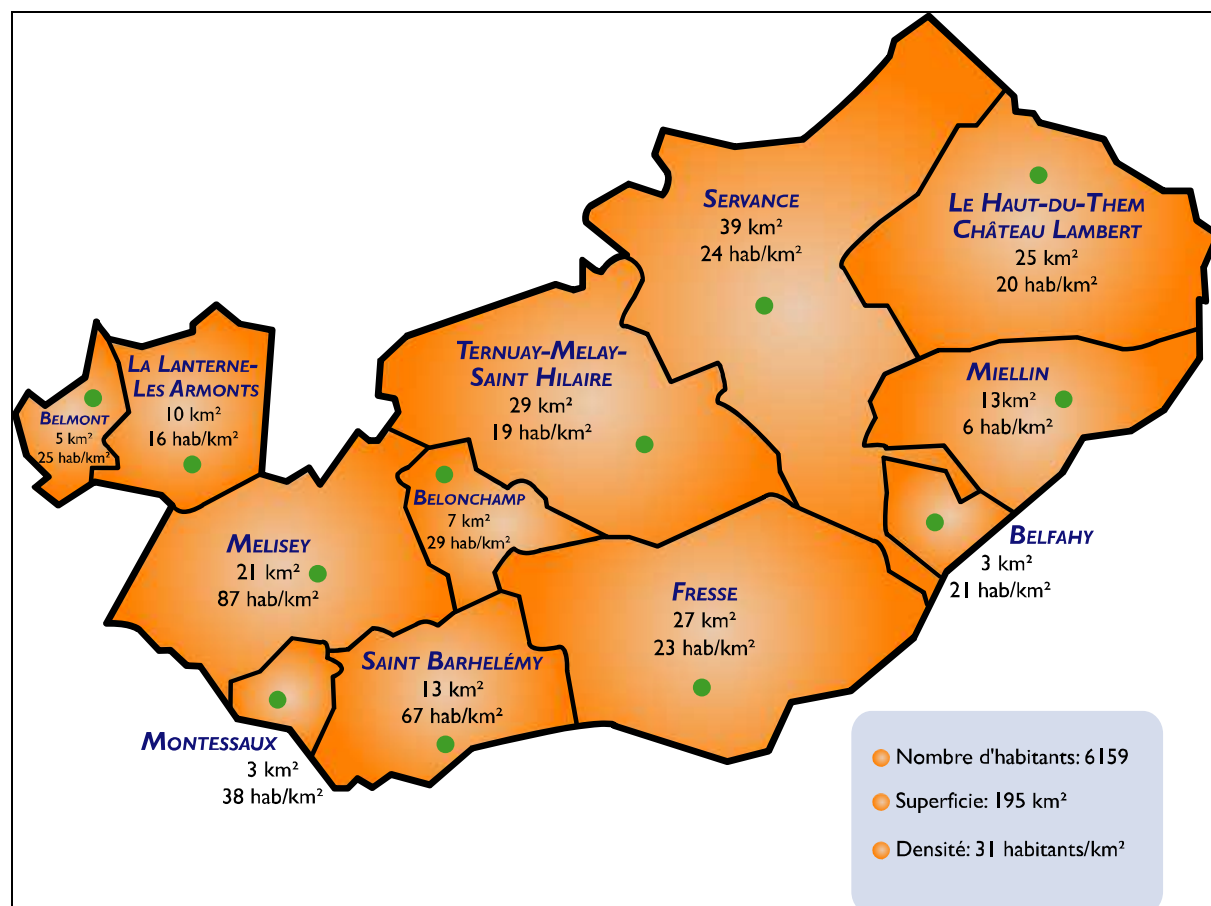 SERVANCE
39 km²
24 hab/km²
LE HAUT-DU-THEM
CHÂTEAU LAMBERT
25 km²
20 hab/km²
LA LANTERNE-
LES ARMONTS
10 km²
16 hab/km²
BELMONT
5 km²
25 hab/km²
TERNUAY-MELAY-
SAINT HILAIRE
29 km²
19 hab/km²
MIELLIN
13km²
6 hab/km²
BELONCHAMP
7 km²
29 hab/km²
MELISEY
21 km²
87 hab/km²
BELFAHY
3 km²
21 hab/km²
FRESSE
27 km²
23 hab/km²
SAINT BARHELÉMY
13 km²
67 hab/km²
MONTESSAUX
3 km²
38 hab/km²
Nombre d'habitants: 6159
Superficie: 195 km²
Densité: 31 habitants/km²